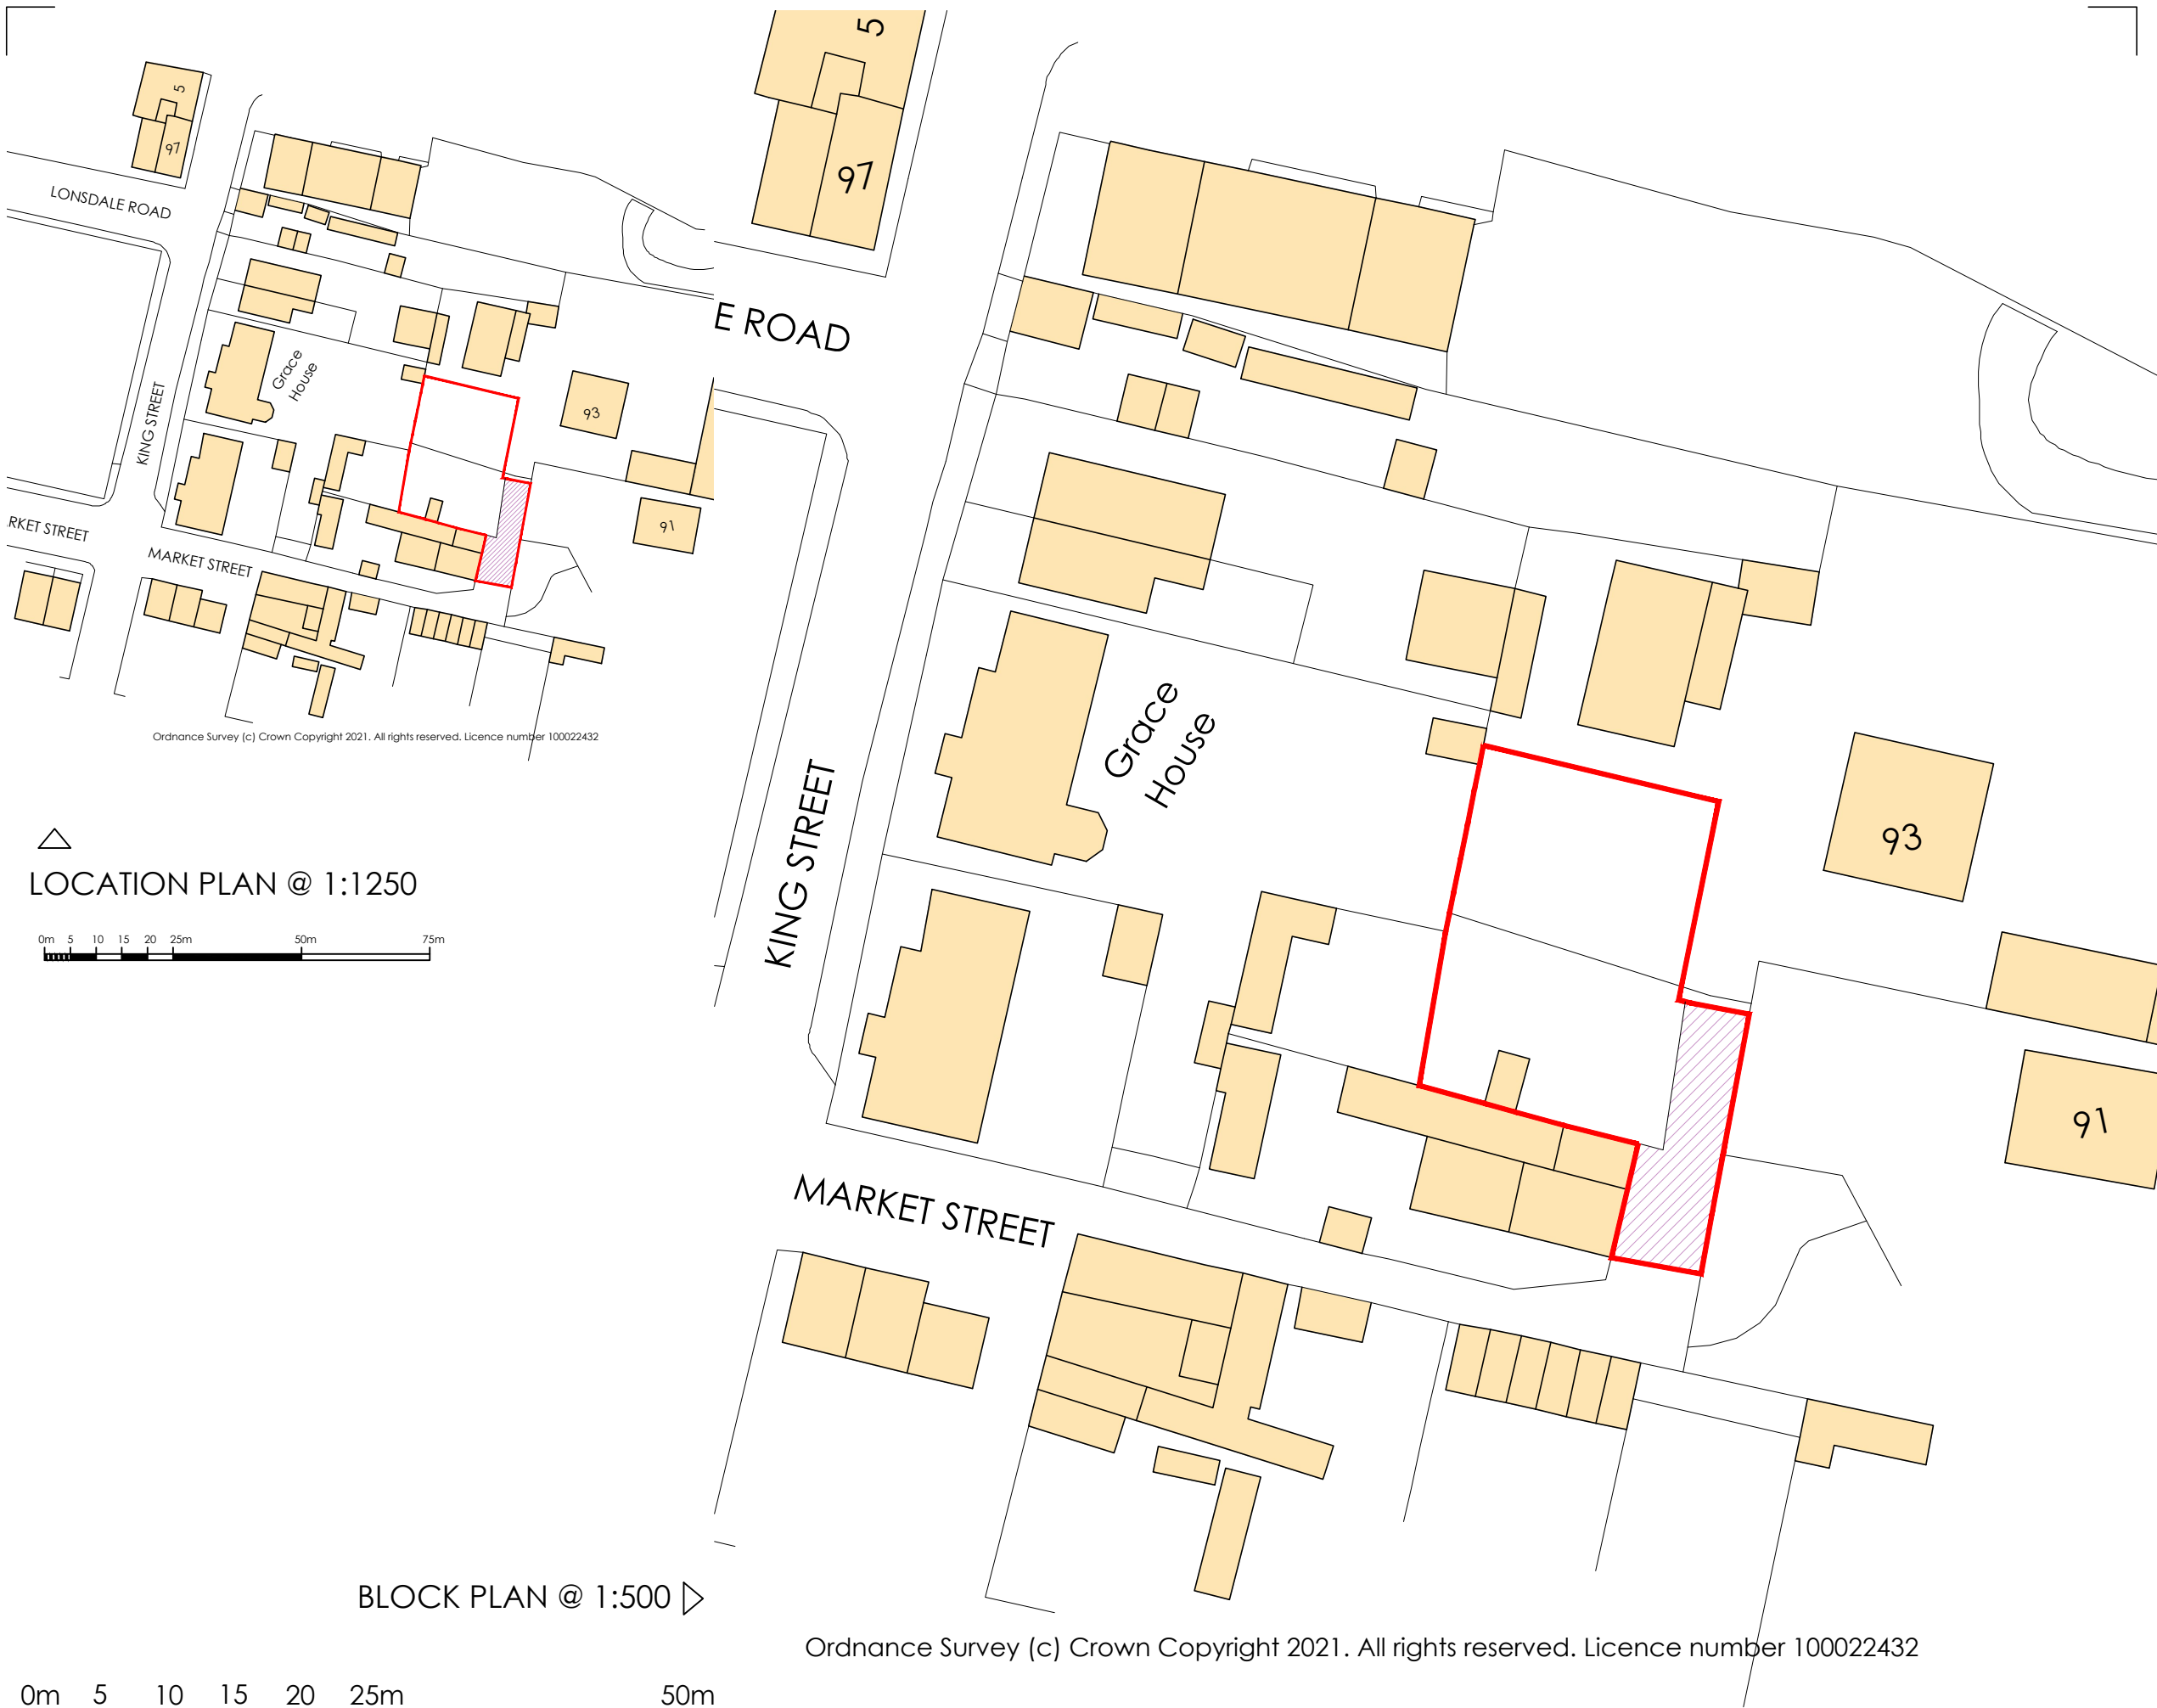 5
97
LONSDALE ROAD
Grace
House
KING STREET
93
91
RKET STREET
MARKET STREET
Ordnance Survey (c) Crown Copyright 2021. All rights reserved. Licence number 100022432
LOCATION PLAN @ 1:1250
0m 5 10 15 20 25m 50m 75m
5
97
E ROAD
Grace
House
KING STREET
93
91
MARKET STREET
BLOCK PLAN @ 1:500
Ordnance Survey (c) Crown Copyright 2021. All rights reserved. Licence number 100022432
0m 5 10 15 20 25m 50m